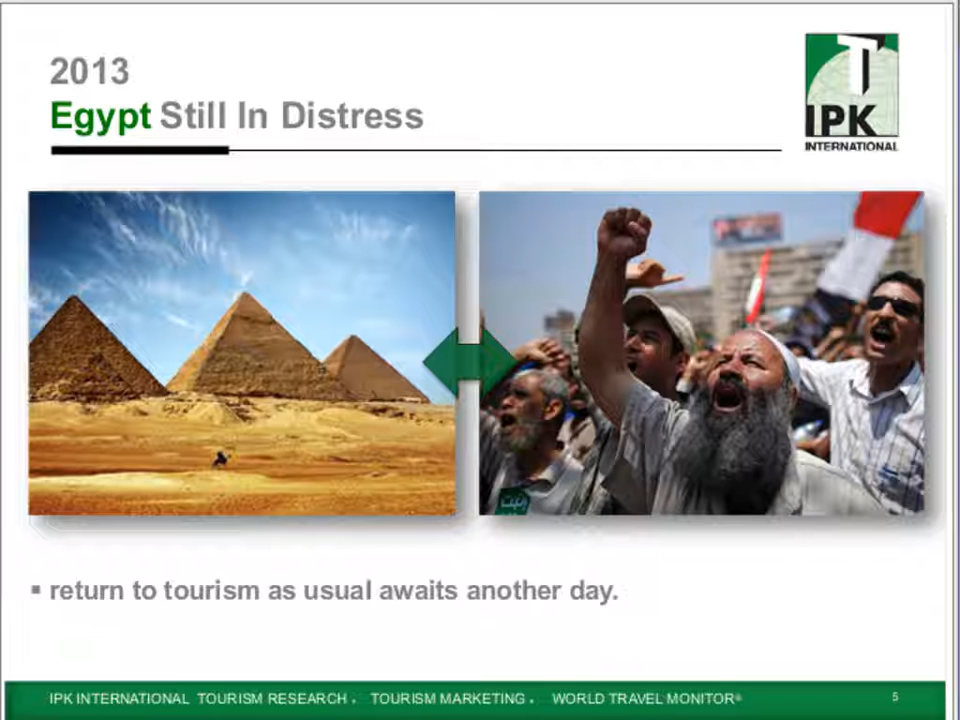 2013
Egypt Still In Distress
T
IPK
INTERNATIONAL
▪ return to tourism as usual awaits another day.
IPK INTERNATIONAL TOURISM RESEARCH . TOURISM MARKETING . WORLD TRAVEL MONITOR® 5